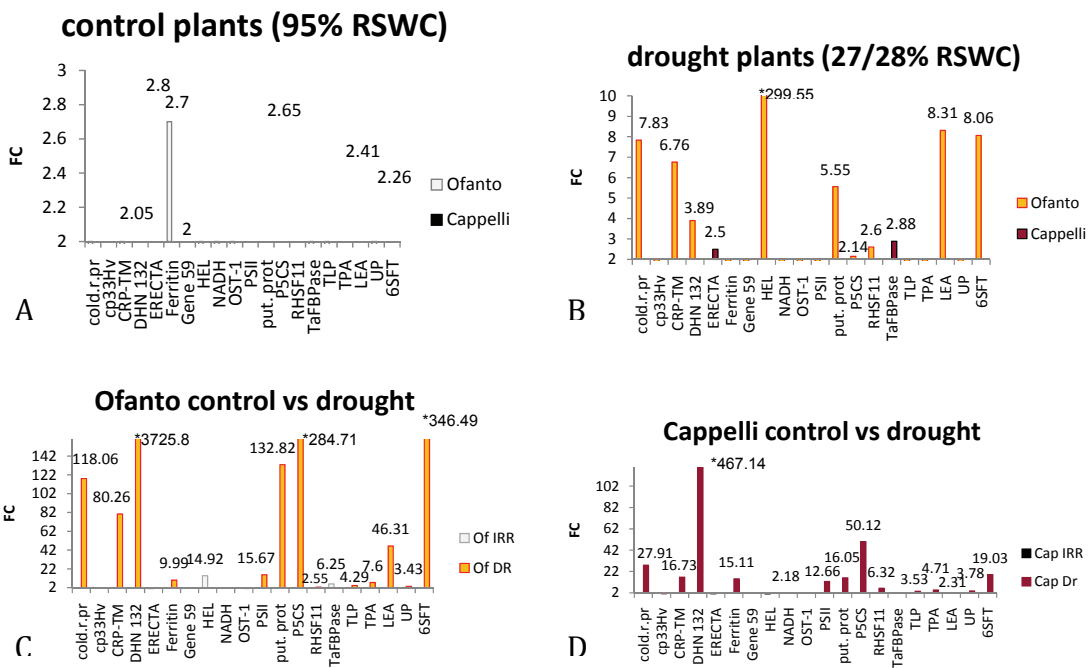 control plants (95% RSWC)
3
2.8
2.6
2.4
2.2
2
FC
2.8
2.7
2.65
2.41
2.26
2.05
2
Ofanto
Cappelli
cold.r.pr
cp33Hv
CRP-TM
DHN 132
ERECTA
Ferritin
Gene 59
HEL
NADH
OST-1
PSII
put. prot
P5CS
RHSF11
TaFBPase
TLP
TPA
LEA
UP
6SFT
A
drought plants (27/28% RSWC)
10
9
8
7
6
5
4
3
2
FC
*299.55
7.83
6.76
3.89
2.5
5.55
2.14
2.6
2.88
8.31
8.06
Ofanto
Cappelli
cold.r.pr
cp33Hv
CRP-TM
DHN 132
ERECTA
Ferritin
Gene 59
HEL
NADH
OST-1
PSII
put. prot
P5CS
RHSF11
TaFBPase
TLP
TPA
LEA
UP
6SFT
B
Ofanto control vs drought
142
122
102
82
62
42
22
2
FC
118.06
80.26
*3725.8
9.99
14.92
15.67
132.82
*284.71
2.55
6.25
4.29
7.6
46.31
3.43
*346.49
Of IRR
Of DR
cold.r.pr
cp33Hv
CRP-TM
DHN 132
ERECTA
Ferritin
Gene 59
HEL
NADH
OST-1
PSII
put. prot
P5CS
RHSF11
TaFBPase
TLP
TPA
LEA
UP
6SFT
C
Cappelli control vs drought
102
82
62
42
22
2
FC
27.91
16.73
*467.14
15.11
2.18
12.66
16.05
50.12
6.32
3.53
4.71
2.31
3.78
19.03
Cap IRR
Cap Dr
cold.r.pr
cp33Hv
CRP-TM
DHN 132
ERECTA
Ferritin
Gene 59
HEL
NADH
OST-1
PSII
put. prot
P5CS
RHSF11
TaFBPase
TLP
TPA
LEA
UP
6SFT
D